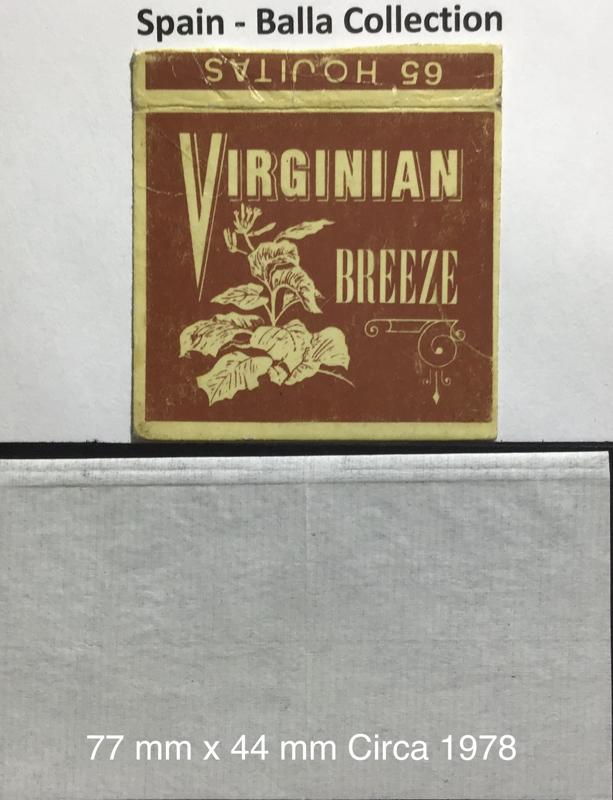 Spain - Balla Collection
65 HOJITAS
VIRGINIAN
BREEZE
77 mm x 44 mm Circa 1978